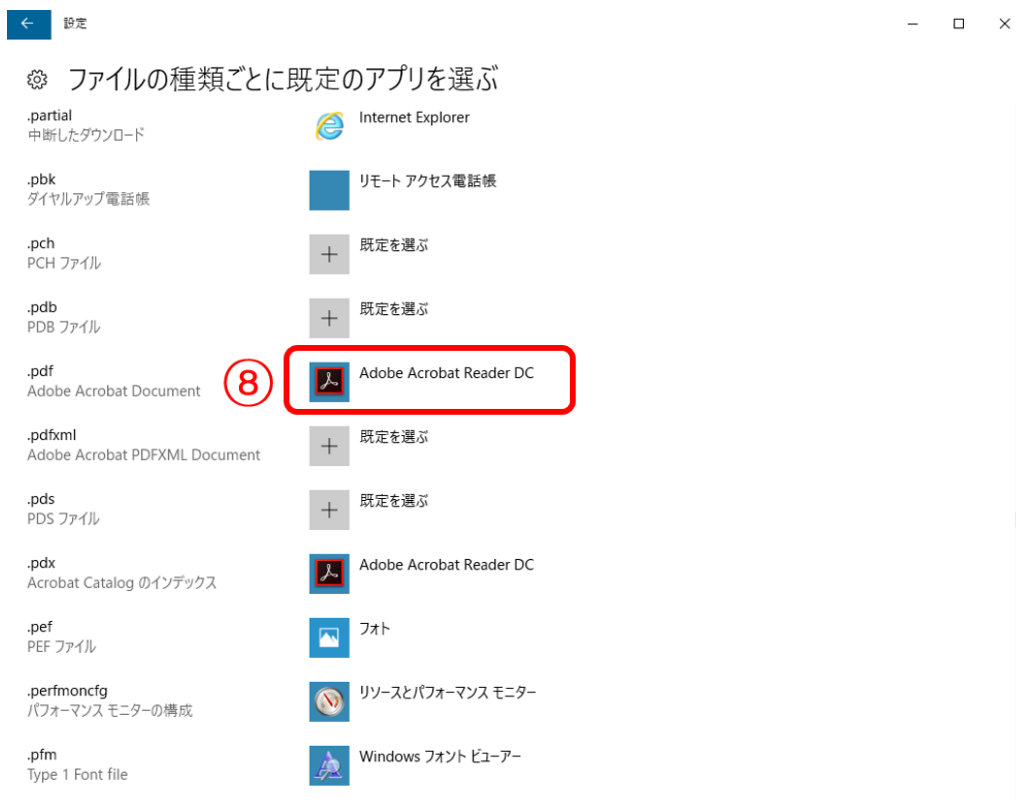 設定
ファイルの種類ごとに既定のアプリを選ぶ
.partial
中断したダウンロード
Internet Explorer
.pbk
ダイヤルアップ電話帳
リモート アクセス電話帳
.pch
PCH ファイル
既定を選ぶ
.pdb
PDB ファイル
既定を選ぶ
.pdf
Adobe Acrobat Document
⑧
Adobe Acrobat Reader DC
.pdfxml
Adobe Acrobat PDFXML Document
既定を選ぶ
.pds
PDS ファイル
既定を選ぶ
.pdx
Acrobat Catalog のインデックス
Adobe Acrobat Reader DC
.pef
PEF ファイル
フォト
.perfmoncfg
パフォーマンス モニターの構成
リソースとパフォーマンス モニター
.pfm
Type 1 Font file
Windows フォント ビューアー